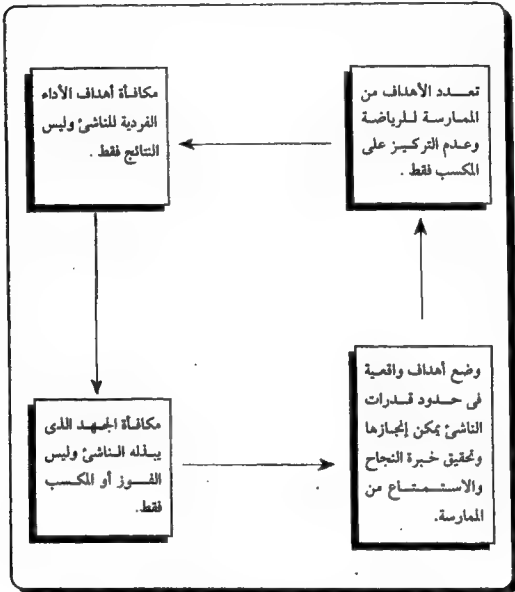 تعدد الأهداف من
الممارسة للرياضة
وعدم التركيز على
المكسب فقط .
مكافأة أهداف الأداء
الفردية للناشئ وليس
النتائج فقط .
مكافأة الجهد الذى
يبذله الناشئ وليس
الفوز أو المكسب
فقط.
وضع أهداف واقعية
فى حدود قدرات
الناشئ يمكن إنجازها
وتحقيق خبرة النجاح
والاستمتاع من
الممارسة.